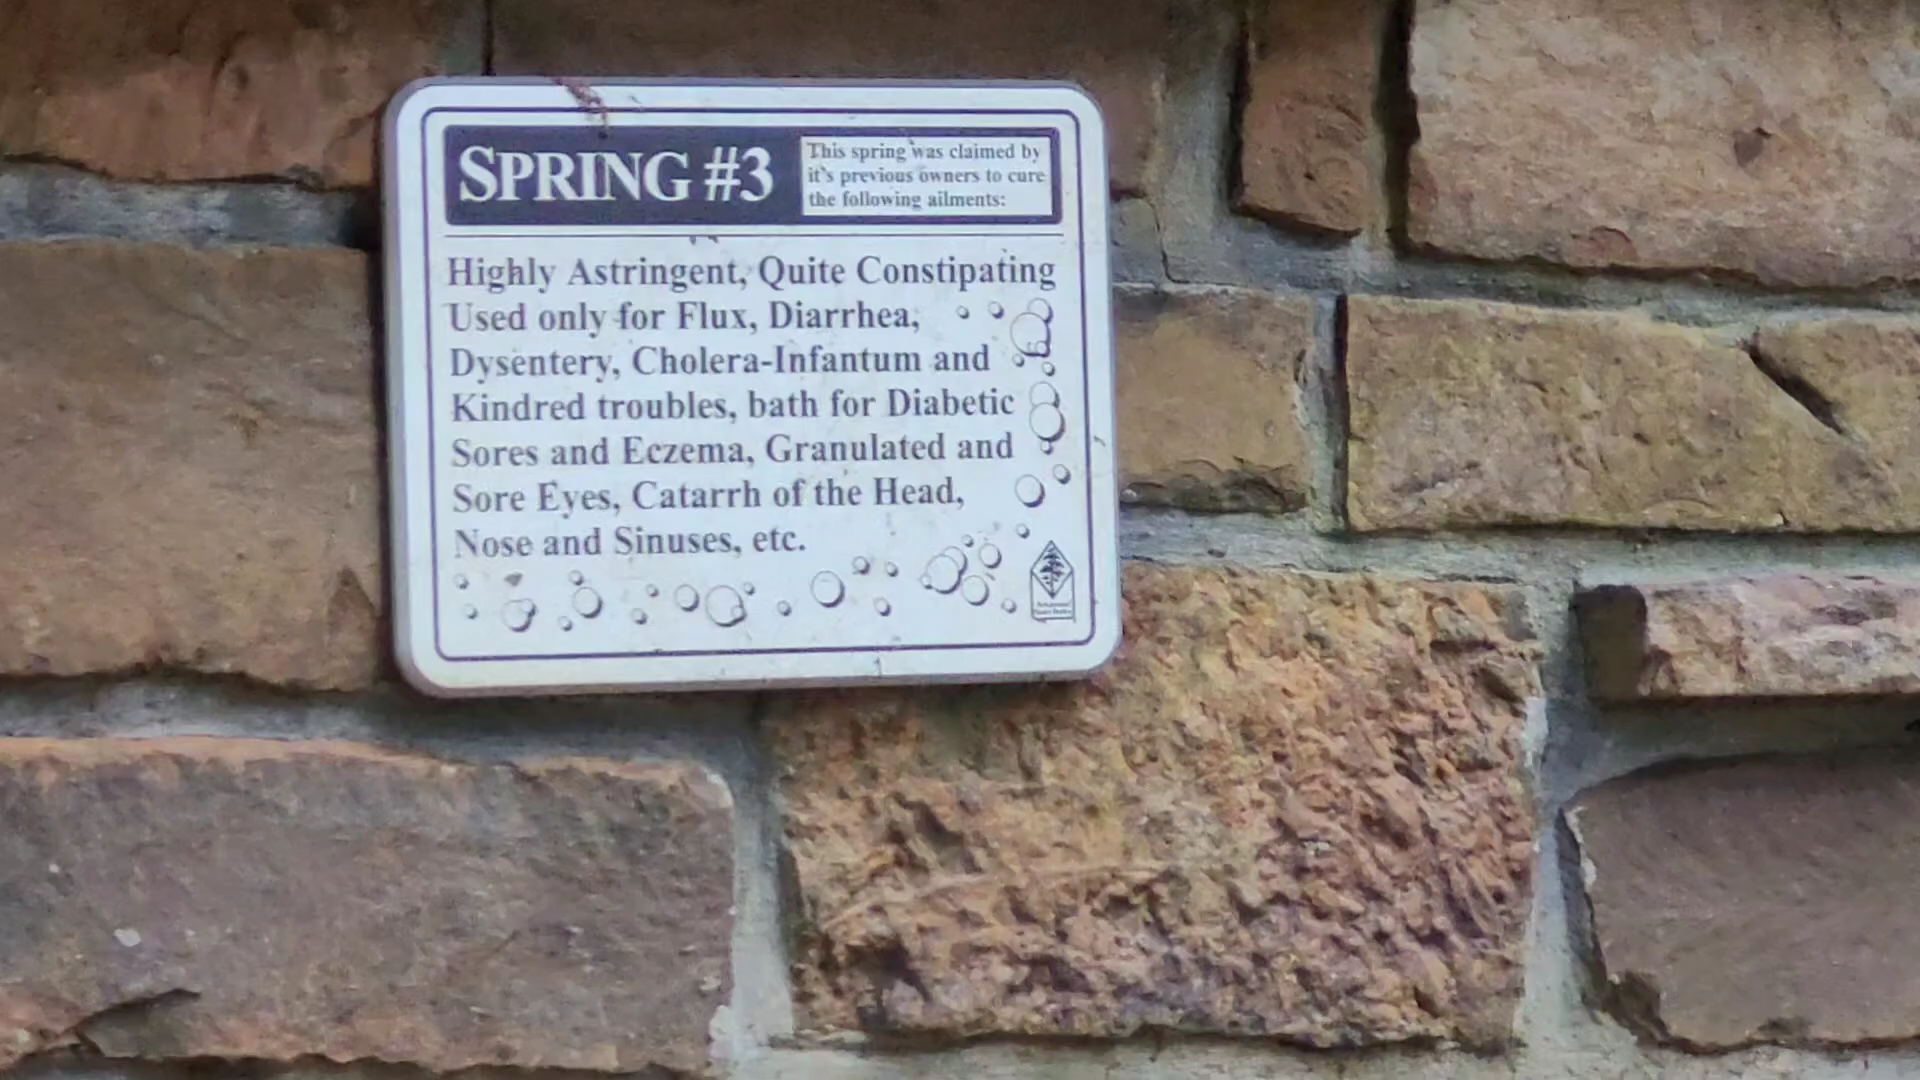 SPRING #3
This spring was claimed by
it's previous owners to cure
the following ailments:
Highly Astringent, Quite Constipating
Used only for Flux, Diarrhea,
Dysentery, Cholera-Infantum and
Kindred troubles, bath for Diabetic
Sores and Eczema, Granulated and
Sore Eyes, Catarrh of the Head,
Nose and Sinuses, etc.